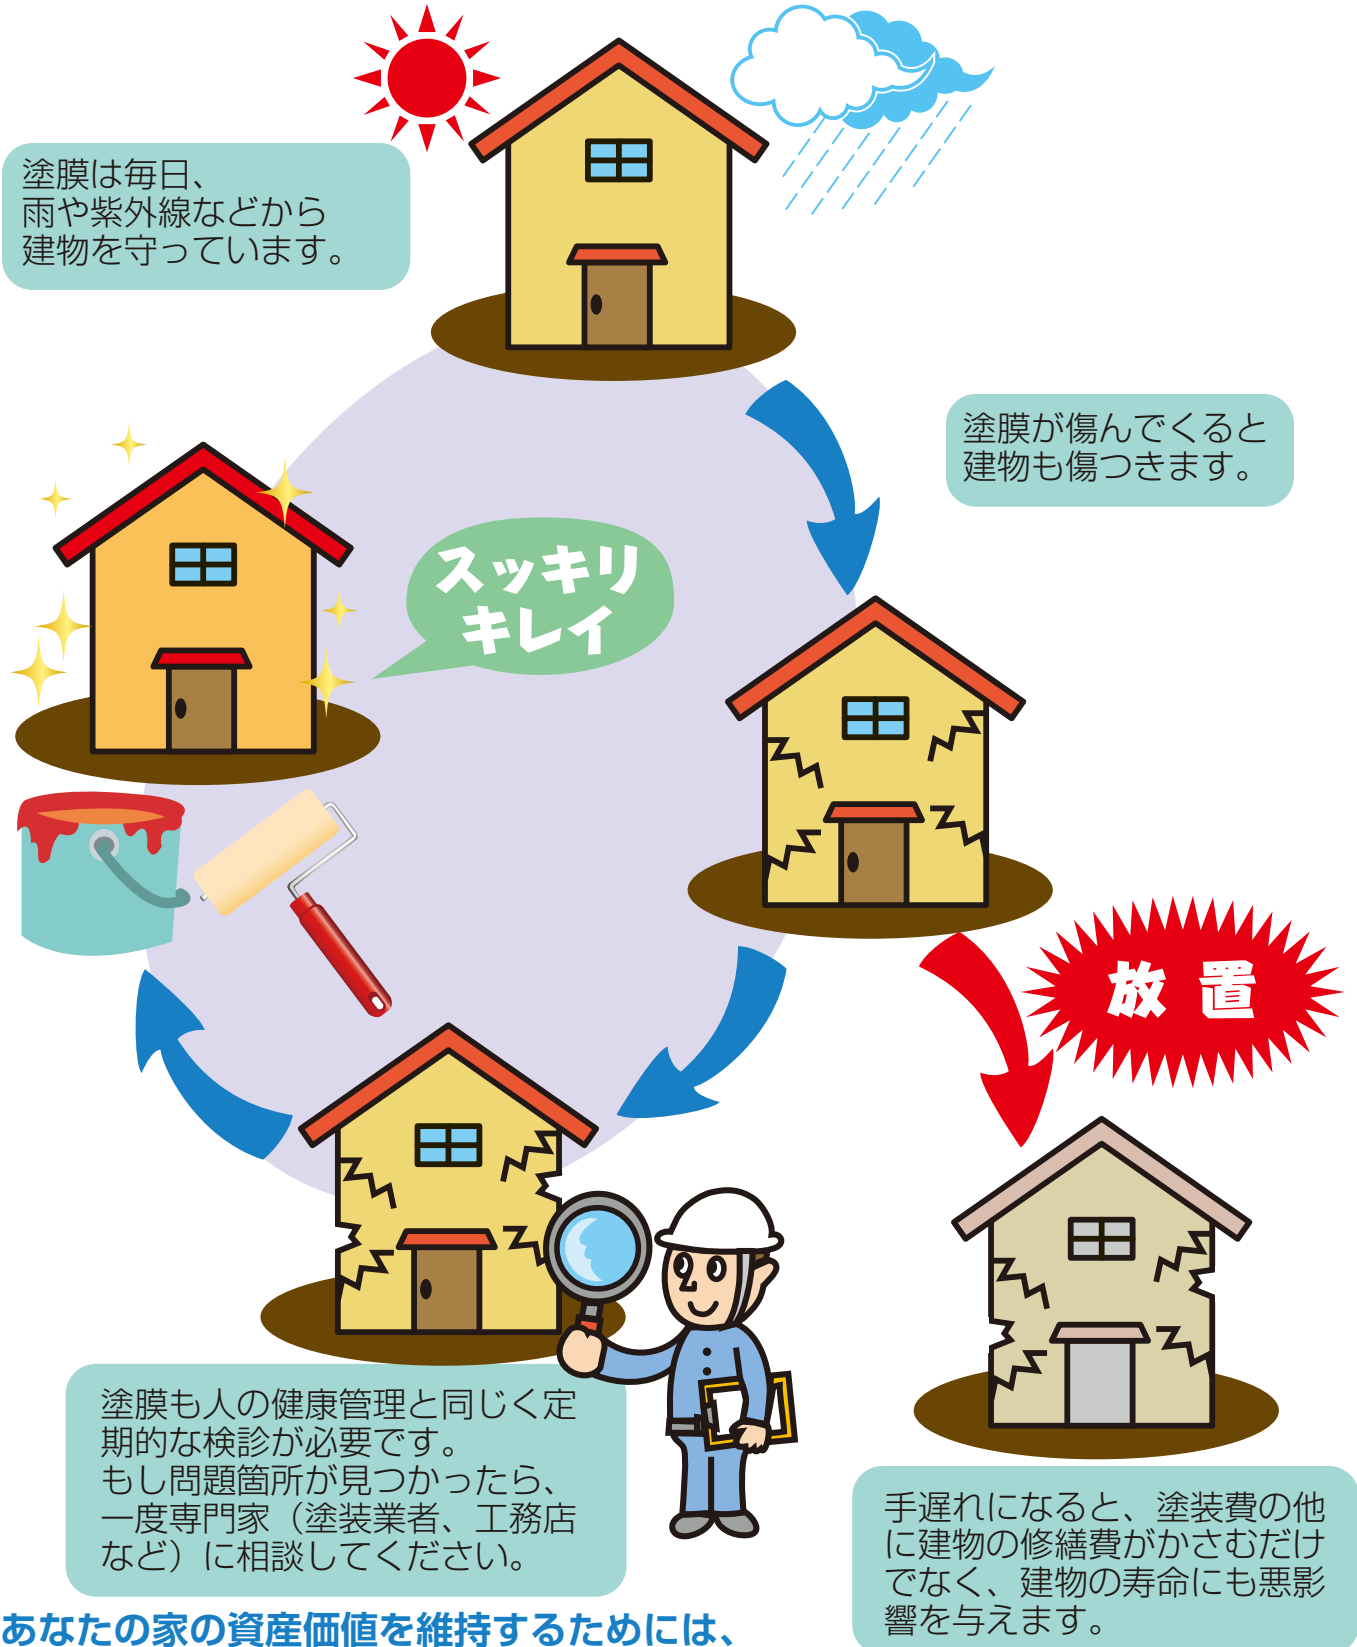 塗膜は毎日、
雨や紫外線などから
建物を守っています。
塗膜が傷んでくると
建物も傷つきます。
スッキリ
キレイ
放置
塗膜も人の健康管理と同じく定
期的な検診が必要です。
もし問題箇所が見つかったら、
一度専門家（塗装業者、工務店
など）に相談してください。
手遅れになると、塗装費の他
に建物の修繕費がかさむだけ
でなく、建物の寿命にも悪影
響を与えます。
あなたの家の資産価値を維持するためには、